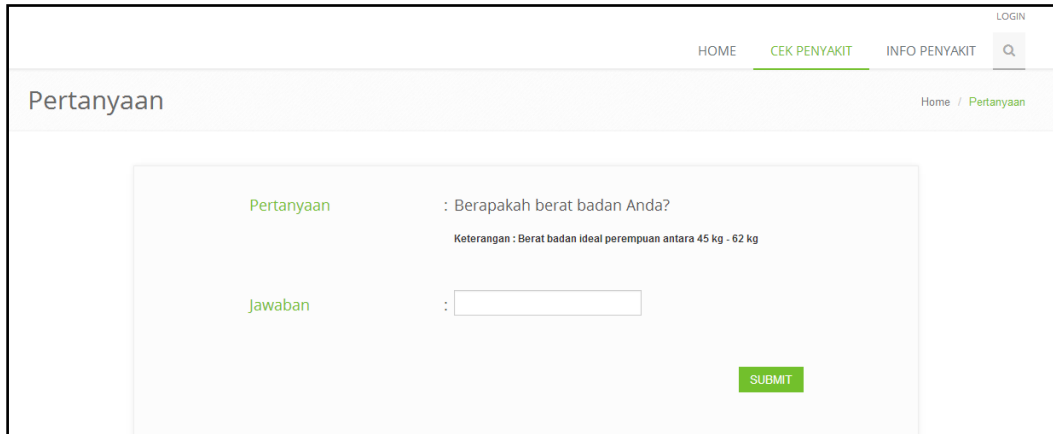 LOGIN
HOME CEK PENYAKIT INFO PENYAKIT
Pertanyaan
Home / Pertanyaan
Pertanyaan : Berapakah berat badan Anda?
Keterangan : Berat badan ideal perempuan antara 45 kg - 62 kg
Jawaban :
SUBMIT